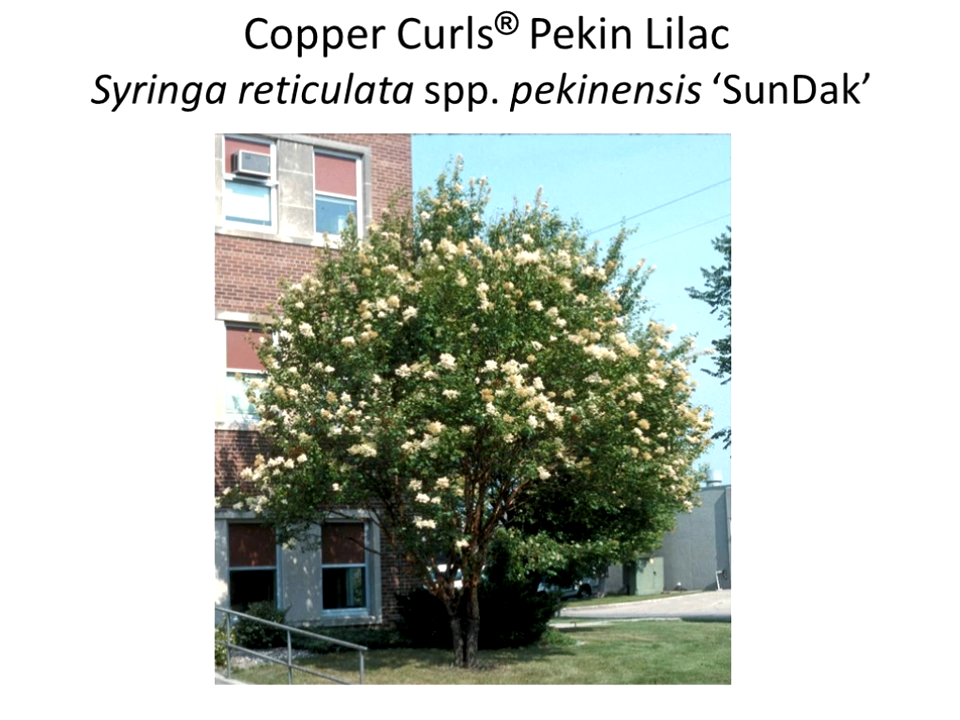 Copper Curls® Pekin Lilac
Syringa reticulata spp. pekinensis ‘SunDak’